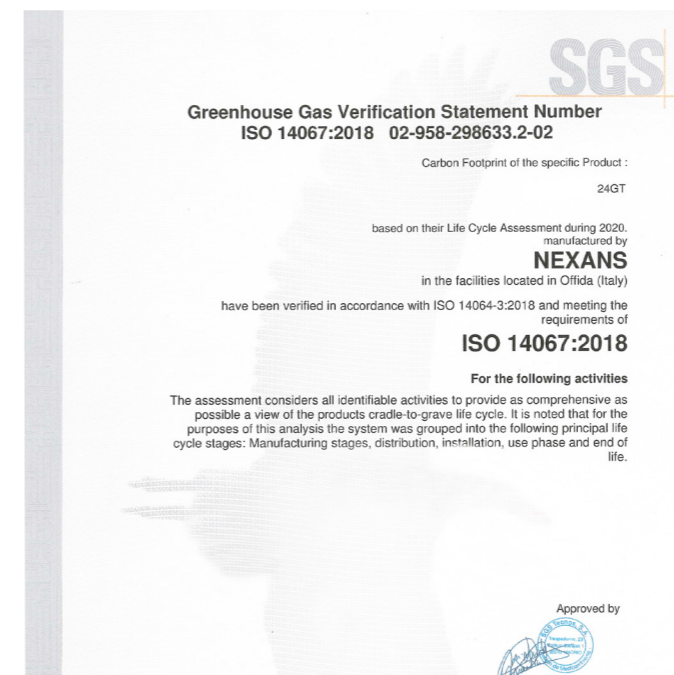 SGS
Greenhouse Gas Verification Statement Number
ISO 14067:2018 02-958-298633.2-02
Carbon Footprint of the specific Product :
24GT
based on their Life Cycle Assessment during 2020.
manufactured by
NEXANS
in the facilities located in Offida (Italy)
have been verified in accordance with ISO 14064-3:2018 and meeting the
requirements of
ISO 14067:2018
For the following activities
The assessment considers all identifiable activities to provide as comprehensive as
possible a view of the products cradle-to-grave life cycle. It is noted that for the
purposes of this analysis the system was grouped into the following principal life
cycle stages: Manufacturing stages, distribution, installation, use phase and end of
life.
Approved by
SGS Tecnos, S.A.